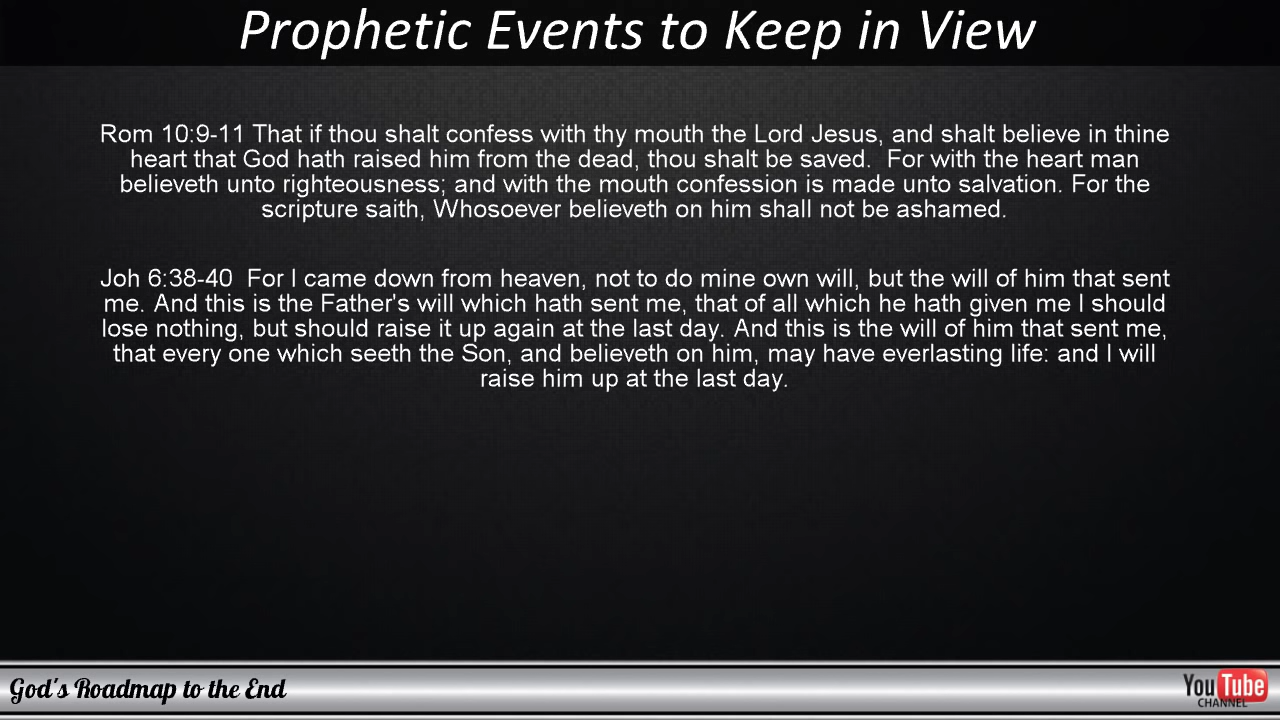 Prophetic Events to Keep in View
Rom 10:9-11 That if thou shalt confess with thy mouth the Lord Jesus, and shalt believe in thine
heart that God hath raised him from the dead, thou shalt be saved.  For with the heart man
believeth unto righteousness; and with the mouth confession is made unto salvation. For the
scripture saith, Whosoever believeth on him shall not be ashamed.
Joh 6:38-40  For I came down from heaven, not to do mine own will, but the will of him that sent
me. And this is the Father's will which hath sent me, that of all which he hath given me I should
lose nothing, but should raise it up again at the last day. And this is the will of him that sent me,
that every one which seeth the Son, and believeth on him, may have everlasting life: and I will
raise him up at the last day.
God's Roadmap to the End
YouTube
CHANNEL